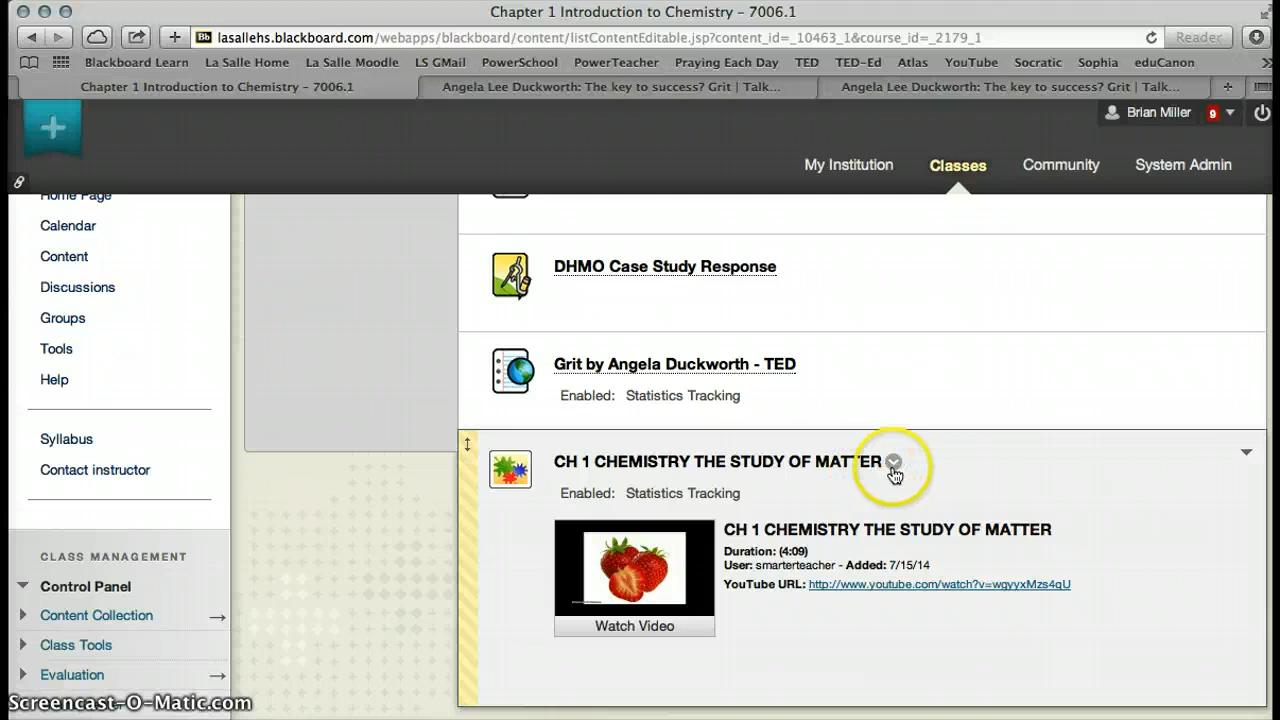 Chapter 1 Introduction to Chemistry – 7006.1
Bb lasallehs.blackboard.com/webapps/blackboard/content/listContentEditable.jsp?content_id=_10463_1&course_id=_2179_1
Reader
Blackboard Learn La Salle Home La Salle Moodle LS GMail PowerSchool PowerTeacher Praying Each Day TED TED-Ed Atlas YouTube Socratic Sophia eduCanon
Chapter 1 Introduction to Chemistry – 7006.1
Angela Lee Duckworth: The key to success? Grit | Talk...
Angela Lee Duckworth: The key to success? Grit | Talk...
Brian Miller 9
My Institution Classes Community System Admin
Home Page
Calendar
Content
Discussions
Groups
Tools
Help
Syllabus
Contact instructor
CLASS MANAGEMENT
Control Panel
Content Collection
Class Tools
Evaluation
DHMO Case Study Response
Grit by Angela Duckworth - TED
Enabled: Statistics Tracking
CH 1 CHEMISTRY THE STUDY OF MATTER
Enabled: Statistics Tracking
CH 1 CHEMISTRY THE STUDY OF MATTER
Duration: (4:09)
User: smarterteacher - Added: 7/15/14
YouTube URL: http://www.youtube.com/watch?v=wgyyxMzs4qU
Watch Video
Screencast-O-Matic.com